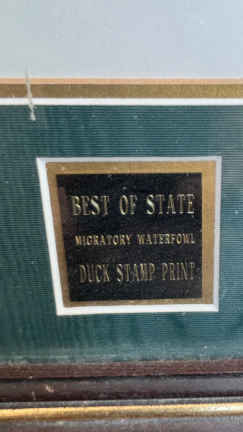 BEST OF STATE
MIGRATORY WATERFOWL
DUCK STAMP PRINT